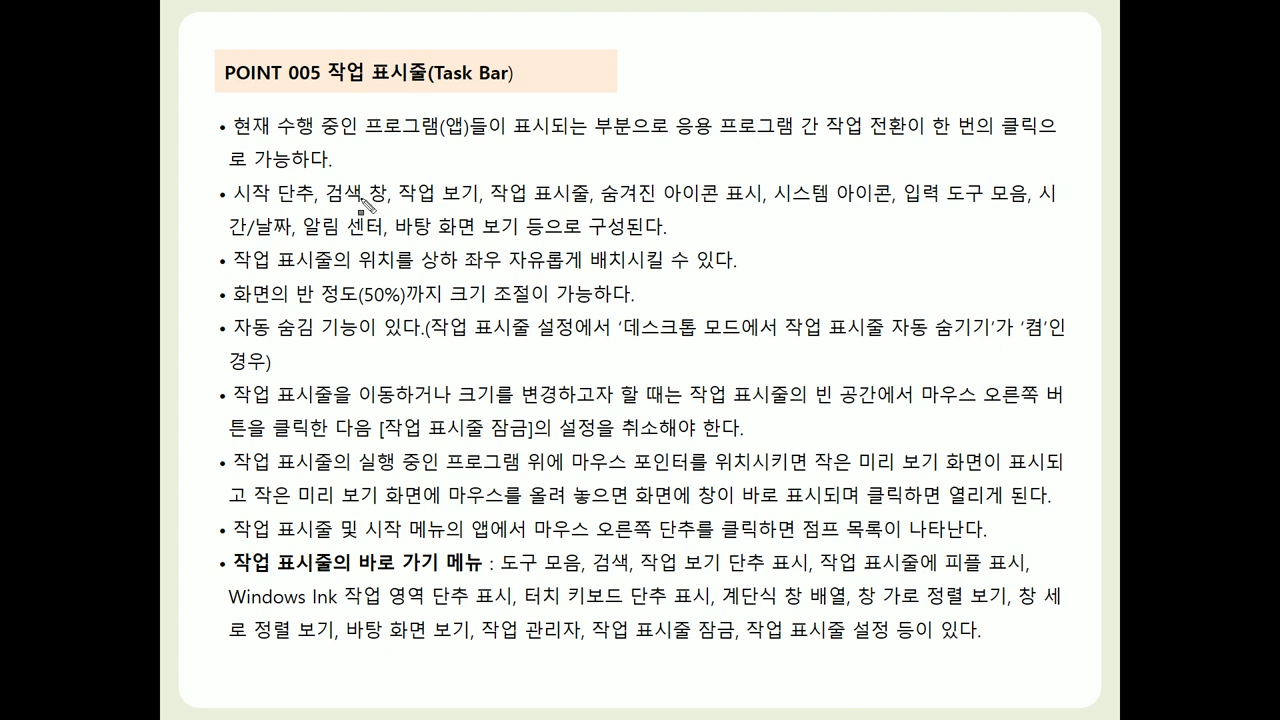 POINT 005 작업 표시줄(Task Bar)
• 현재 수행 중인 프로그램(앱)들이 표시되는 부분으로 응용 프로그램 간 작업 전환이 한 번의 클릭으
로 가능하다.
• 시작 단추, 검색 창, 작업 보기, 작업 표시줄, 숨겨진 아이콘 표시, 시스템 아이콘, 입력 도구 모음, 시
간/날짜, 알림 센터, 바탕 화면 보기 등으로 구성된다.
• 작업 표시줄의 위치를 상하 좌우 자유롭게 배치시킬 수 있다.
• 화면의 반 정도(50%)까지 크기 조절이 가능하다.
• 자동 숨김 기능이 있다.(작업 표시줄 설정에서 ‘데스크톱 모드에서 작업 표시줄 자동 숨기기’가 ‘켬’인
경우)
• 작업 표시줄을 이동하거나 크기를 변경하고자 할 때는 작업 표시줄의 빈 공간에서 마우스 오른쪽 버
튼을 클릭한 다음 [작업 표시줄 잠금]의 설정을 취소해야 한다.
• 작업 표시줄의 실행 중인 프로그램 위에 마우스 포인터를 위치시키면 작은 미리 보기 화면이 표시되
고 작은 미리 보기 화면에 마우스를 올려 놓으면 화면에 창이 바로 표시되며 클릭하면 열리게 된다.
• 작업 표시줄 및 시작 메뉴의 앱에서 마우스 오른쪽 단추를 클릭하면 점프 목록이 나타난다.
• 작업 표시줄의 바로 가기 메뉴 : 도구 모음, 검색, 작업 보기 단추 표시, 작업 표시줄에 피플 표시,
Windows Ink 작업 영역 단추 표시, 터치 키보드 단추 표시, 계단식 창 배열, 창 가로 정렬 보기, 창 세
로 정렬 보기, 바탕 화면 보기, 작업 관리자, 작업 표시줄 잠금, 작업 표시줄 설정 등이 있다.